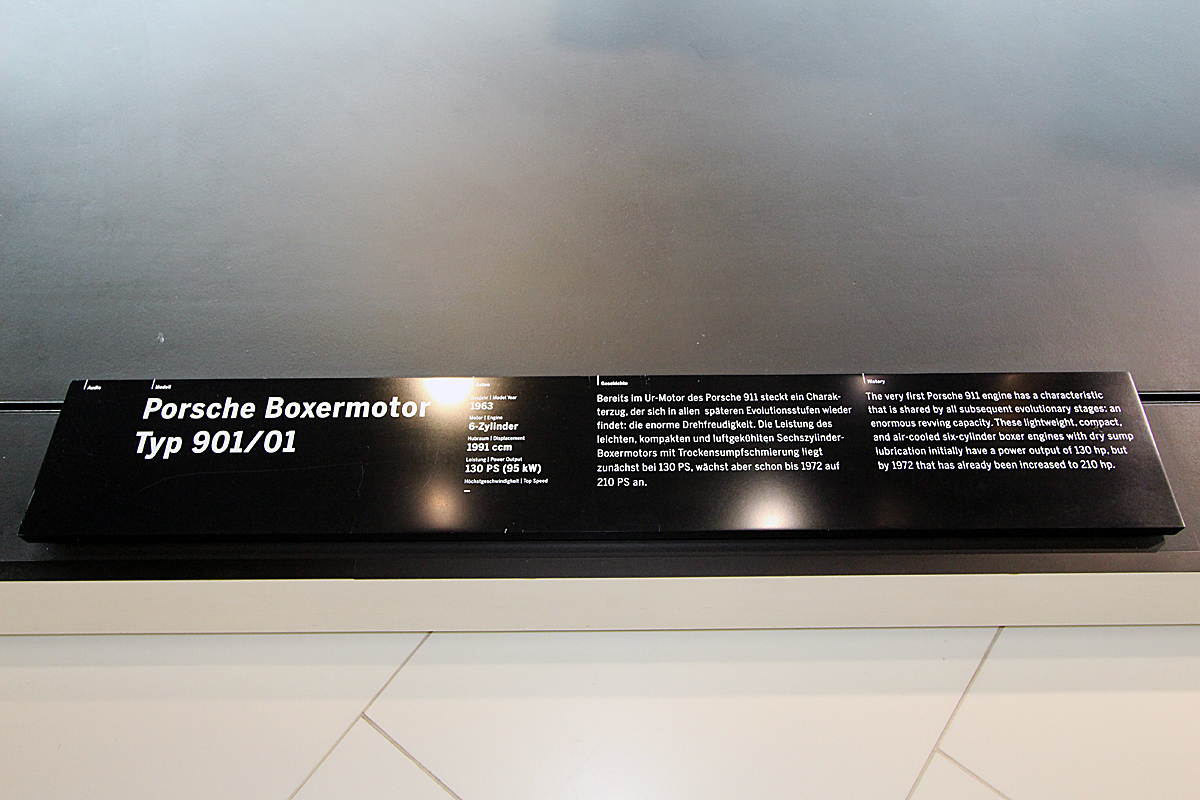 Audio
Modell
Porsche Boxermotor
Typ 901/01
Daten
Baujahr | Model Year
1963
Motor | Engine
6-Zylinder
Hubraum | Displacement
1991 ccm
Leistung | Power Output
130 PS (95 kW)
Höchstgeschwindigkeit | Top Speed
–
Geschichte
Bereits im Ur-Motor des Porsche 911 steckt ein Charak-
terzug, der sich in allen späteren Evolutionsstufen wieder
findet: die enorme Drehfreudigkeit. Die Leistung des
leichten, kompakten und luftgekühlten Sechszylinder-
Boxermotors mit Trockensumpfschmierung liegt
zunächst bei 130 PS, wächst aber schon bis 1972 auf
210 PS an.
History
The very first Porsche 911 engine has a characteristic
that is shared by all subsequent evolutionary stages: an
enormous revving capacity. These lightweight, compact,
and air-cooled six-cylinder boxer engines with dry sump
lubrication initially have a power output of 130 hp, but
by 1972 that has already been increased to 210 hp.